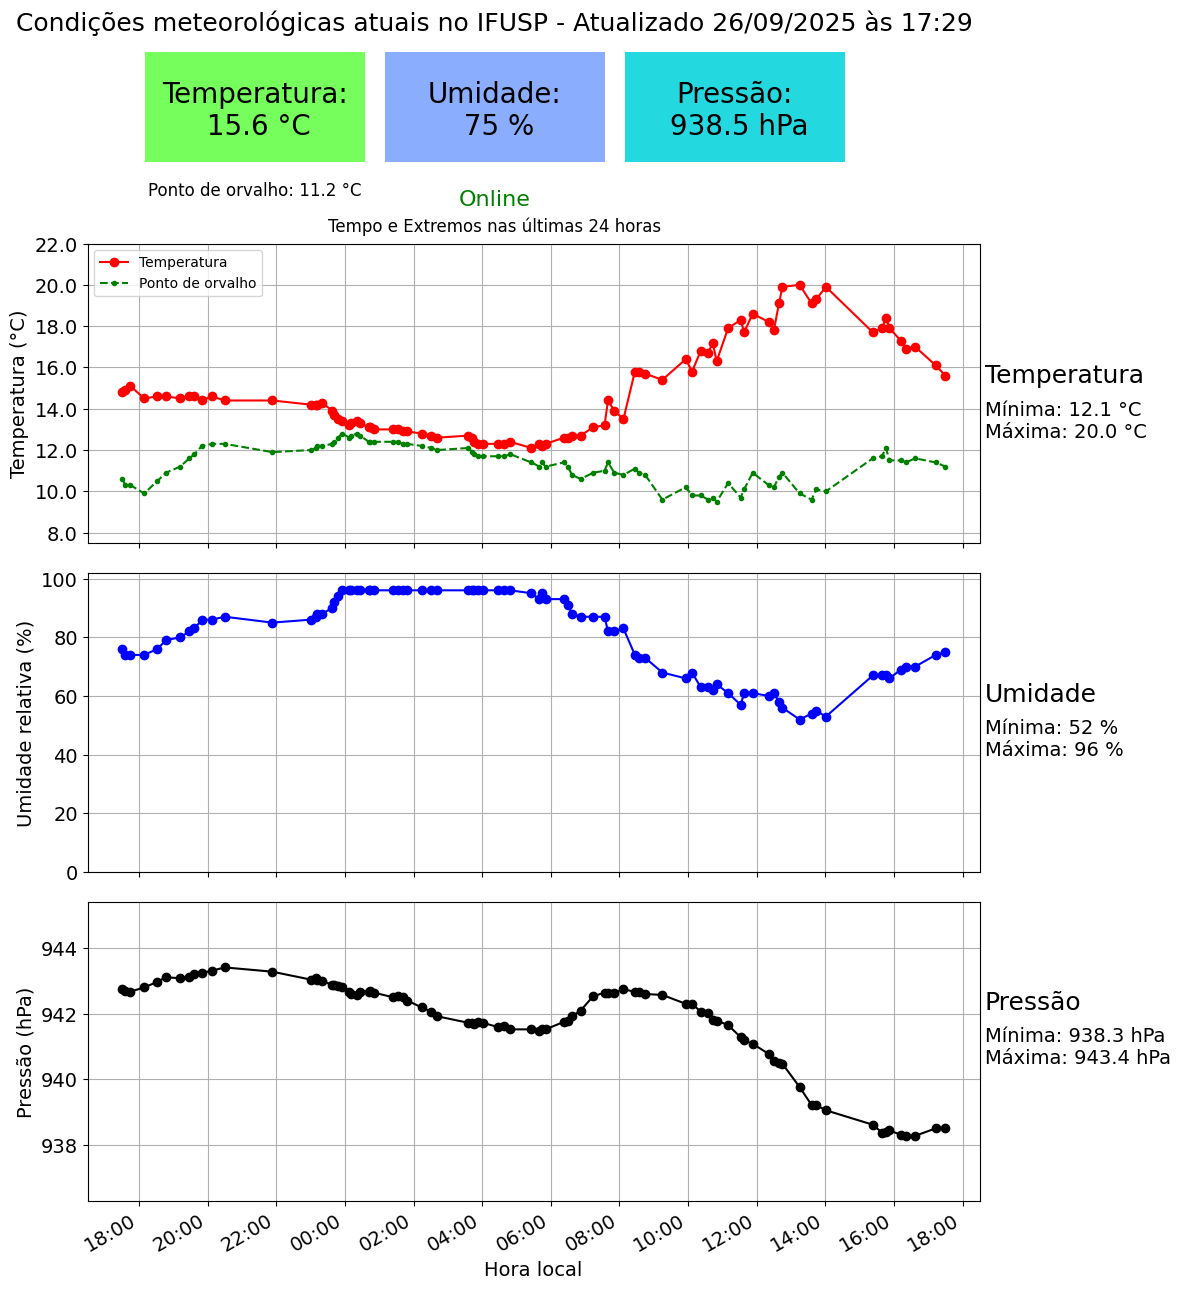 Condições meteorológicas atuais no IFUSP - Atualizado 26/09/2025 às 17:29
Temperatura:
15.6 °C
Umidade:
75 %
Pressão:
938.5 hPa
Ponto de orvalho: 11.2 °C
Online
Tempo e Extremos nas últimas 24 horas
Temperatura (°C)
22.0
20.0
18.0
16.0
14.0
12.0
10.0
8.0
Temperatura
Ponto de orvalho
Temperatura
Mínima: 12.1 °C
Máxima: 20.0 °C
Umidade relativa (%)
100
80
60
40
20
0
Umidade
Mínima: 52 %
Máxima: 96 %
Pressão (hPa)
944
942
940
938
Pressão
Mínima: 938.3 hPa
Máxima: 943.4 hPa
18:00 20:00 22:00 00:00 02:00 04:00 06:00 08:00 10:00 12:00 14:00 16:00 18:00
Hora local